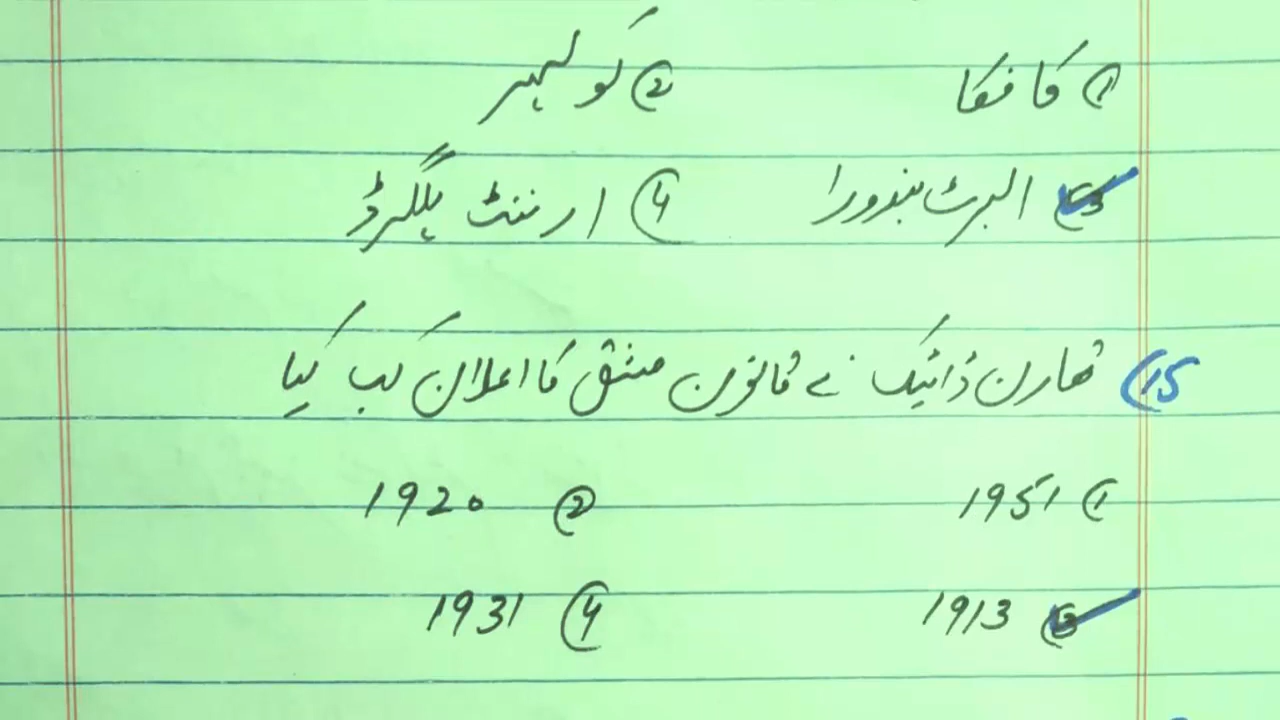 1) کافکا 2) کولہبر
3) البرٹ بنڈورا 4) ارنسٹ ہلگرڈ
15) تھارن ڈائیک نے قانون مشق کا اعلان کب کیا
1) 1951 2) 1920
3) 1913 4) 1931